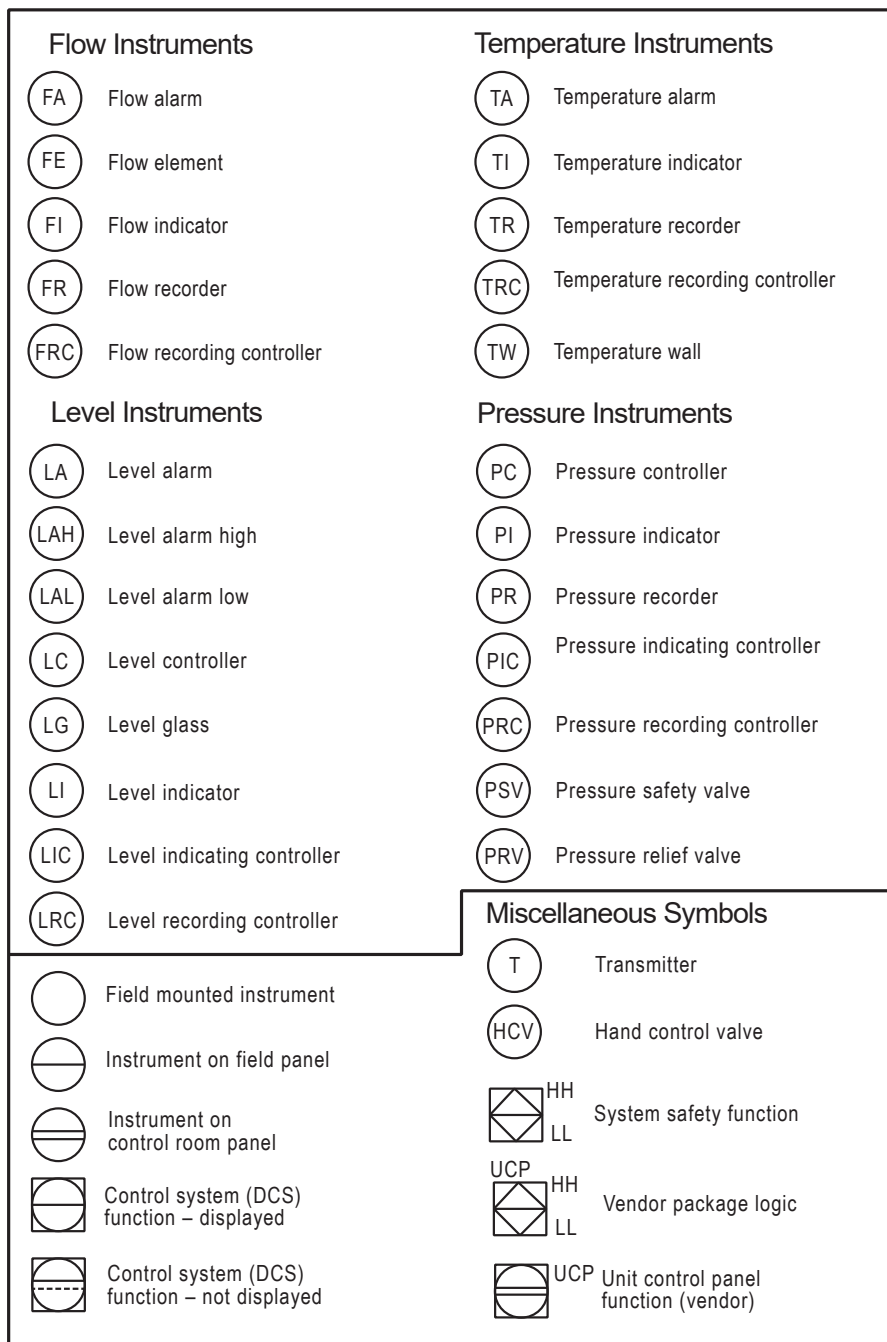 Flow Instruments
FA Flow alarm
FE Flow element
FI Flow indicator
FR Flow recorder
FRC Flow recording controller
Temperature Instruments
TA Temperature alarm
TI Temperature indicator
TR Temperature recorder
TRC Temperature recording controller
TW Temperature wall
Level Instruments
LA Level alarm
LAH Level alarm high
LAL Level alarm low
LC Level controller
LG Level glass
LI Level indicator
LIC Level indicating controller
LRC Level recording controller
Pressure Instruments
PC Pressure controller
PI Pressure indicator
PR Pressure recorder
PIC Pressure indicating controller
PRC Pressure recording controller
PSV Pressure safety valve
PRV Pressure relief valve
Field mounted instrument
Instrument on field panel
Instrument on
control room panel
Control system (DCS)
function – displayed
Control system (DCS)
function – not displayed
Miscellaneous Symbols
T Transmitter
HCV Hand control valve
HH
System safety function
LL
UCP
HH
Vendor package logic
LL
UCP Unit control panel
function (vendor)